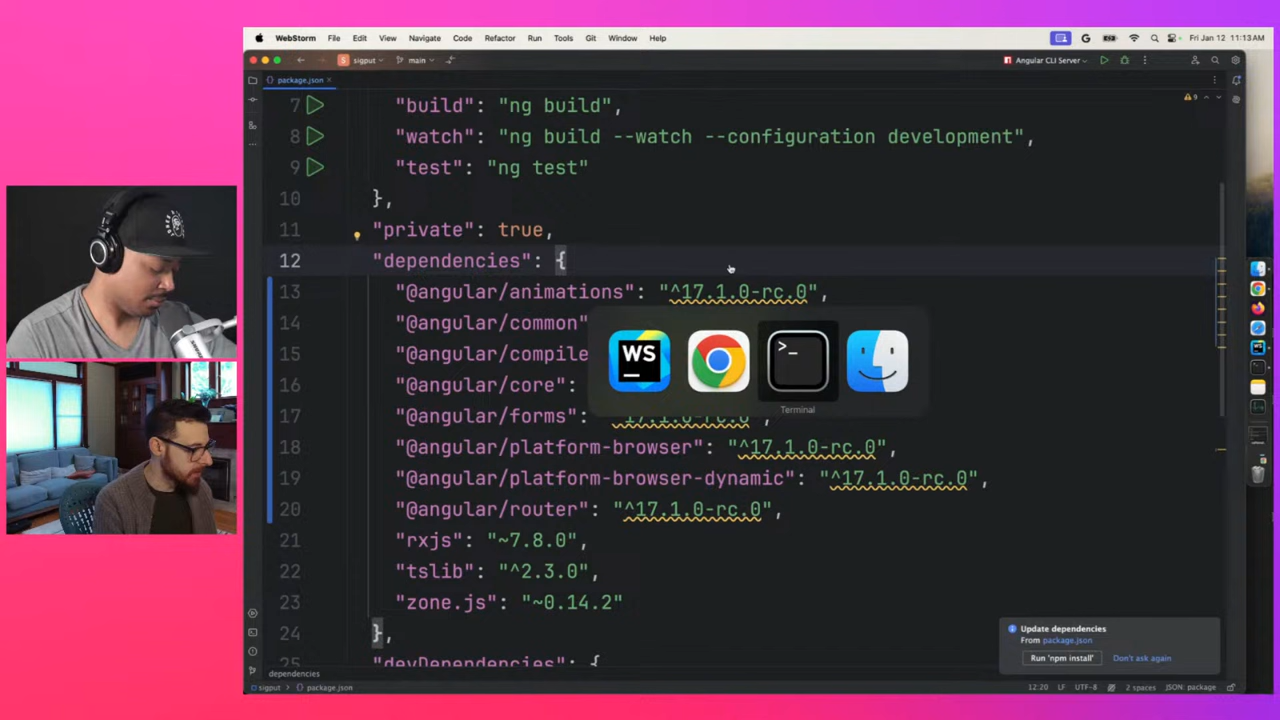 WebStorm File Edit View Navigate Code Refactor Run Tools Git Window Help Fri Jan 12 11:13 AM
S sigput main Angular CLI Server
package.json
9
7 "build": "ng build",
8 "watch": "ng build --watch --configuration development",
9 "test": "ng test"
10 },
11 "private": true,
12 "dependencies": {
13 "@angular/animations": "^17.1.0-rc.0",
14 "@angular/common"
15 "@angular/compile
16 "@angular/core":
17 "@angular/forms": "^17.1.0-rc.0"
18 "@angular/platform-browser": "^17.1.0-rc.0",
19 "@angular/platform-browser-dynamic": "^17.1.0-rc.0",
20 "@angular/router": "^17.1.0-rc.0",
21 "rxjs": "~7.8.0",
22 "tslib": "^2.3.0",
23 "zone.js": "~0.14.2"
24 },
25 "devDependencies": {
WS
>_
Terminal
Update dependencies
From package.json
Run 'npm install' Don't ask again
dependencies
sigput > package.json 12:20 LF UTF-8 2 spaces JSON: package